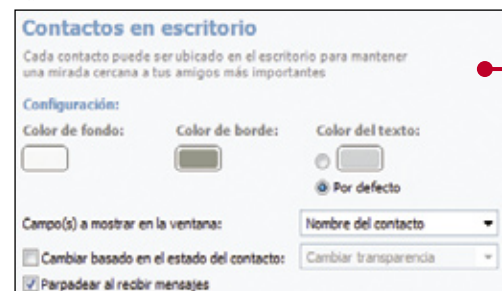 Contactos en escritorio
Cada contacto puede ser ubicado en el escritorio para mantener
una mirada cercana a tus amigos más importantes
Configuración:
Color de fondo: Color de borde: Color del texto:
Por defecto
Campo(s) a mostrar en la ventana: Nombre del contacto
Cambiar basado en el estado del contacto: Cambiar transparencia
Parpadear al recibir mensajes